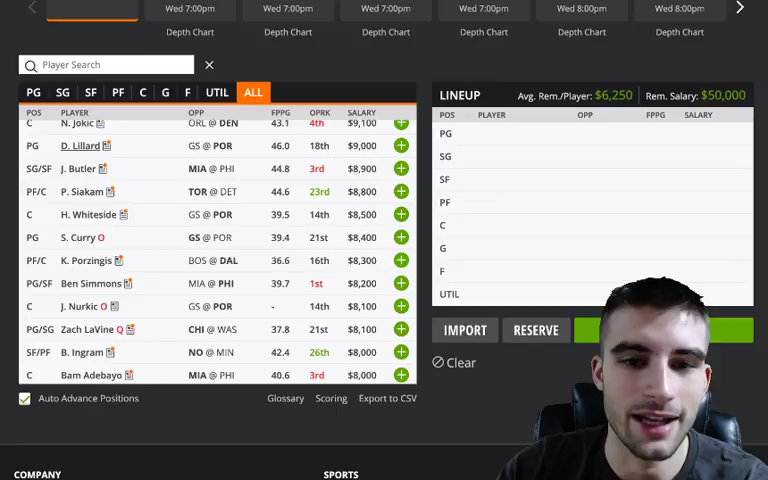 Wed 7:00pm Wed 7:00pm Wed 7:00pm Wed 7:00pm Wed 8:00pm Wed 8:00pm
Depth Chart Depth Chart Depth Chart Depth Chart Depth Chart Depth Chart
Player Search
PG SG SF PF C G F UTIL ALL
POS PLAYER OPP FPPG OPRK SALARY
C N. Jokic ORL @ DEN 43.1 4th $9,100
PG D. Lillard GS @ POR 46.0 18th $9,000
SG/SF J. Butler MIA @ PHI 44.8 3rd $8,900
PF/C P. Siakam TOR @ DET 44.6 23rd $8,800
C H. Whiteside GS @ POR 39.5 14th $8,500
PG S. Curry O GS @ POR 39.4 21st $8,400
PF/C K. Porzingis BOS @ DAL 36.6 16th $8,300
PG/SF Ben Simmons MIA @ PHI 39.7 1st $8,200
C J. Nurkic O GS @ POR - 14th $8,100
PG/SG Zach LaVine Q CHI @ WAS 37.8 21st $8,100
SF/PF B. Ingram NO @ MIN 42.4 26th $8,000
C Bam Adebayo MIA @ PHI 40.6 3rd $8,000
Auto Advance Positions Glossary Scoring Export to CSV
LINEUP Avg. Rem./Player: $6,250 Rem. Salary: $50,000
POS PLAYER OPP FPPG SALARY
PG
SG
SF
PF
C
G
F
UTIL
IMPORT RESERVE
Clear
COMPANY SPORTS